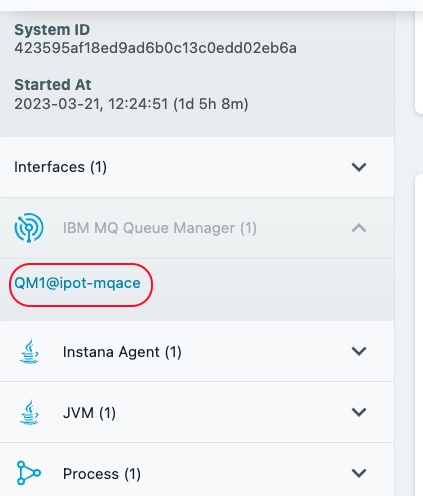 System ID
423595af18ed9ad6b0c13c0edd02eb6a
Started At
2023-03-21, 12:24:51 (1d 5h 8m)
Interfaces (1)
IBM MQ Queue Manager (1)
QM1@ipot-mqace
Instana Agent (1)
JVM (1)
Process (1)